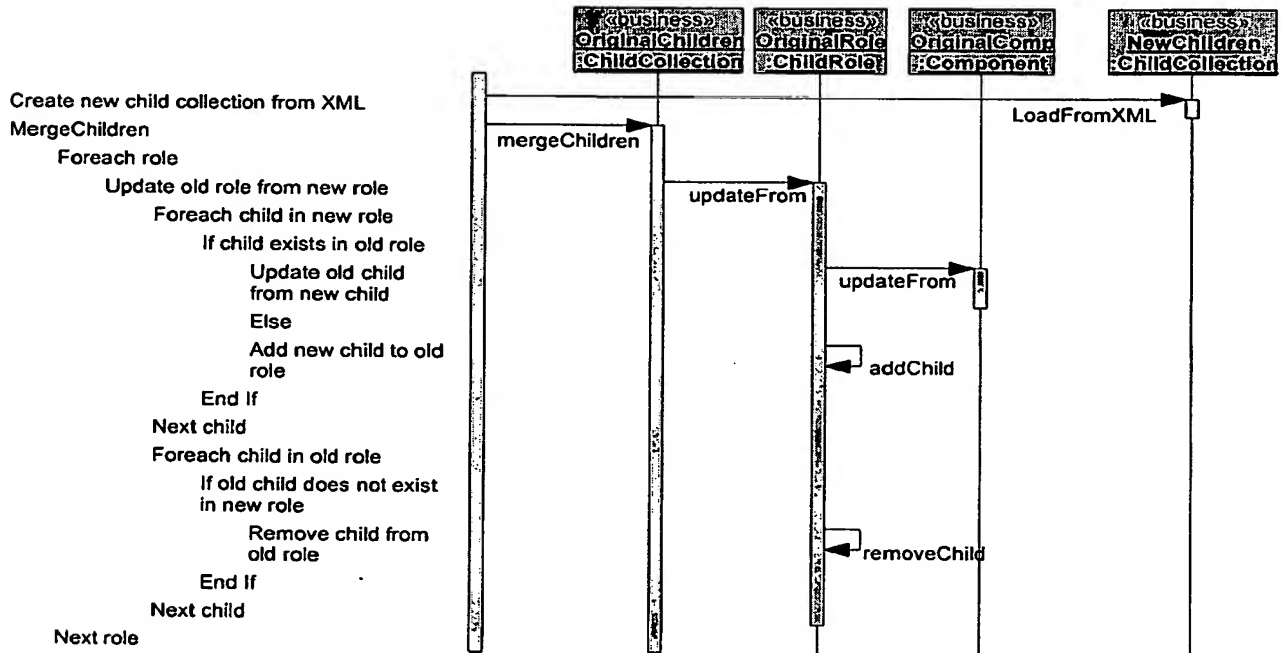 «business» «business» «business» «business»
OriginalChildren OriginalRole OriginalComp NewChildren
:ChildCollection :ChildRole :Component :ChildCollection
Create new child collection from XML
LoadFromXML
MergeChildren
mergeChildren
Foreach role
Update old role from new role
updateFrom
Foreach child in new role
If child exists in old role
Update old child
updateFrom
from new child
Else
Add new child to old
role
addChild
End If
Next child
Foreach child in old role
If old child does not exist
in new role
Remove child from
old role
removeChild
End If
Next child
Next role